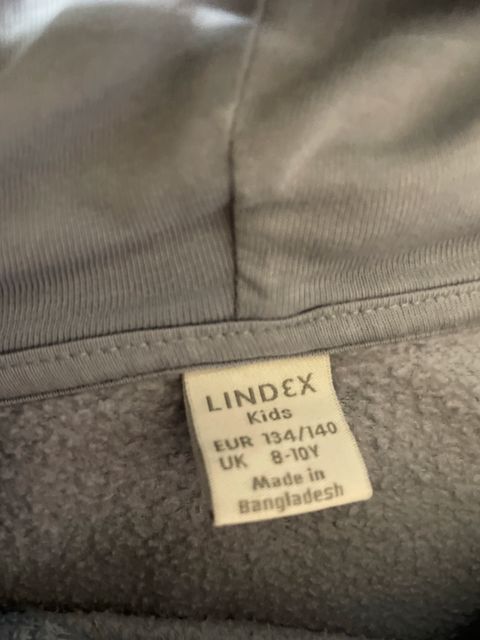 LINDEX
Kids
EUR 134/140
UK 8-10Y
Made in
Bangladesh